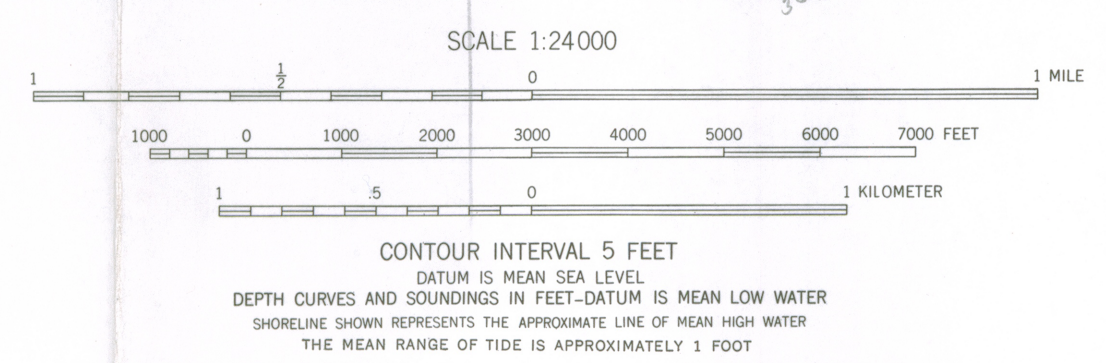 SCALE 1:24000
1 ½ 0 1 MILE
1000 0 1000 2000 3000 4000 5000 6000 7000 FEET
1 .5 0 1 KILOMETER
CONTOUR INTERVAL 5 FEET
DATUM IS MEAN SEA LEVEL
DEPTH CURVES AND SOUNDINGS IN FEET–DATUM IS MEAN LOW WATER
SHORELINE SHOWN REPRESENTS THE APPROXIMATE LINE OF MEAN HIGH WATER
THE MEAN RANGE OF TIDE IS APPROXIMATELY 1 FOOT